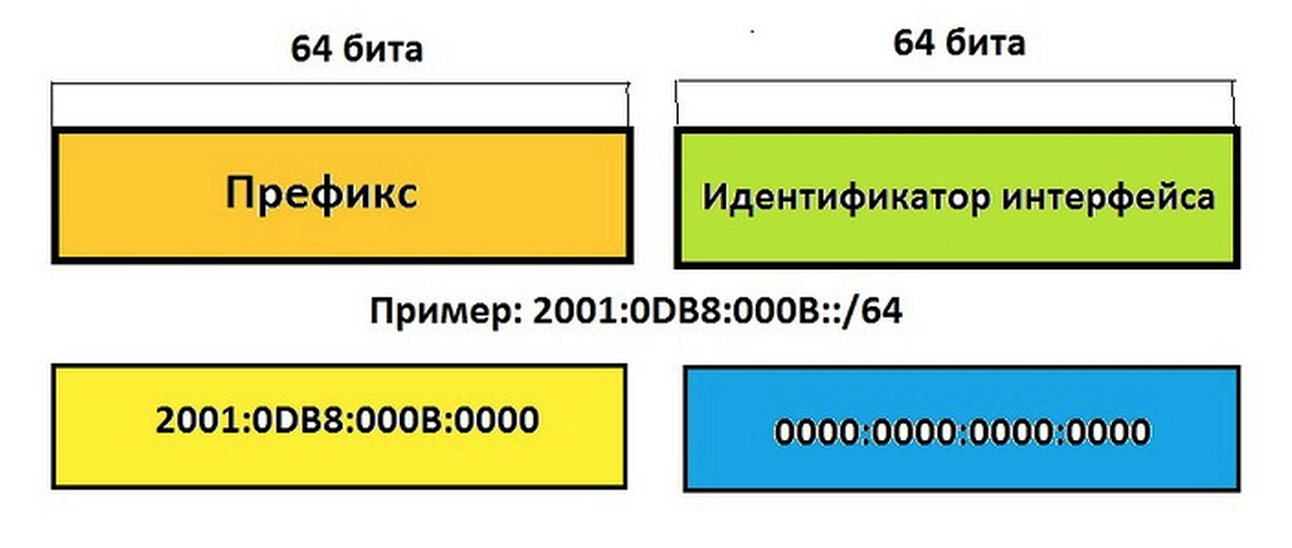 64 бита
64 бита
Префикс
Идентификатор интерфейса
Пример: 2001:0DB8:000B::/64
2001:0DB8:000B:0000
0000:0000:0000:0000